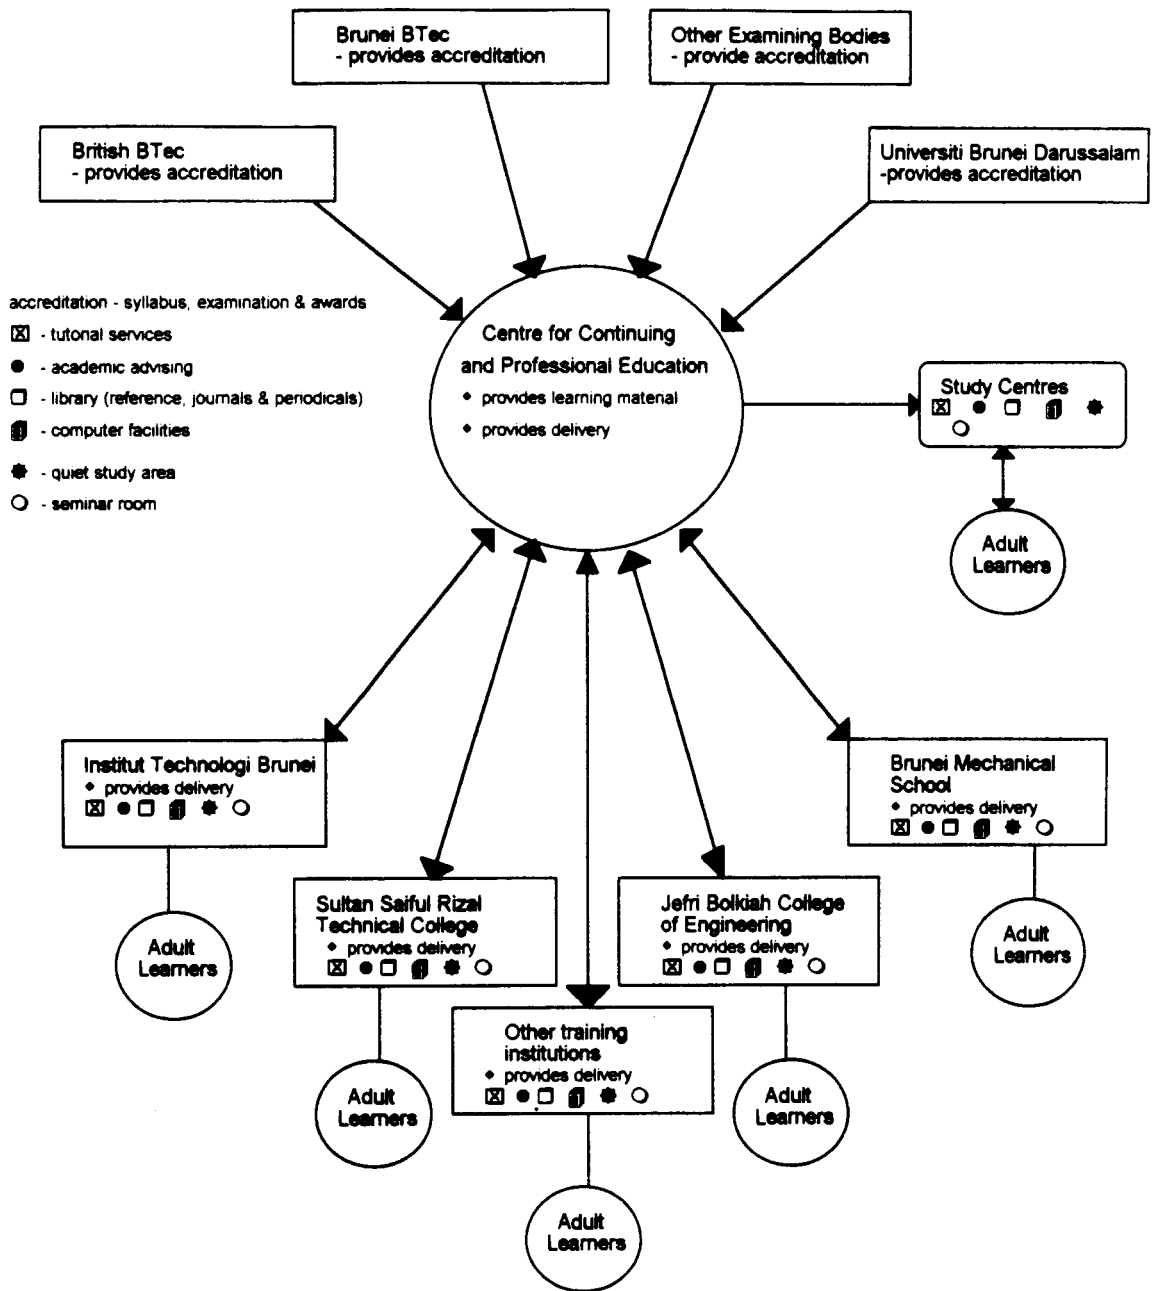 Brunei BTec
- provides accreditation
Other Examining Bodies
- provide accreditation
British BTec
- provides accreditation
Universiti Brunei Darussalam
-provides accreditation
accreditation - syllabus, examination & awards
- tutonal services
- academic advising
- library (reference, journals & periodicals)
- computer facilities
- quiet study area
- seminar room
Centre for Continuing
and Professional Education
• provides learning material
• provides delivery
Study Centres
Adult
Learners
Institut Technologi Brunei
• provides delivery
Brunei Mechanical
School
• provides delivery
Sultan Saiful Rizal
Technical College
• provides delivery
Jefri Bolkiah College
of Engineering
• provides delivery
Adult
Learners
Adult
Learners
Other training
institutions
• provides delivery
Adult
Learners
Adult
Learners
Adult
Learners